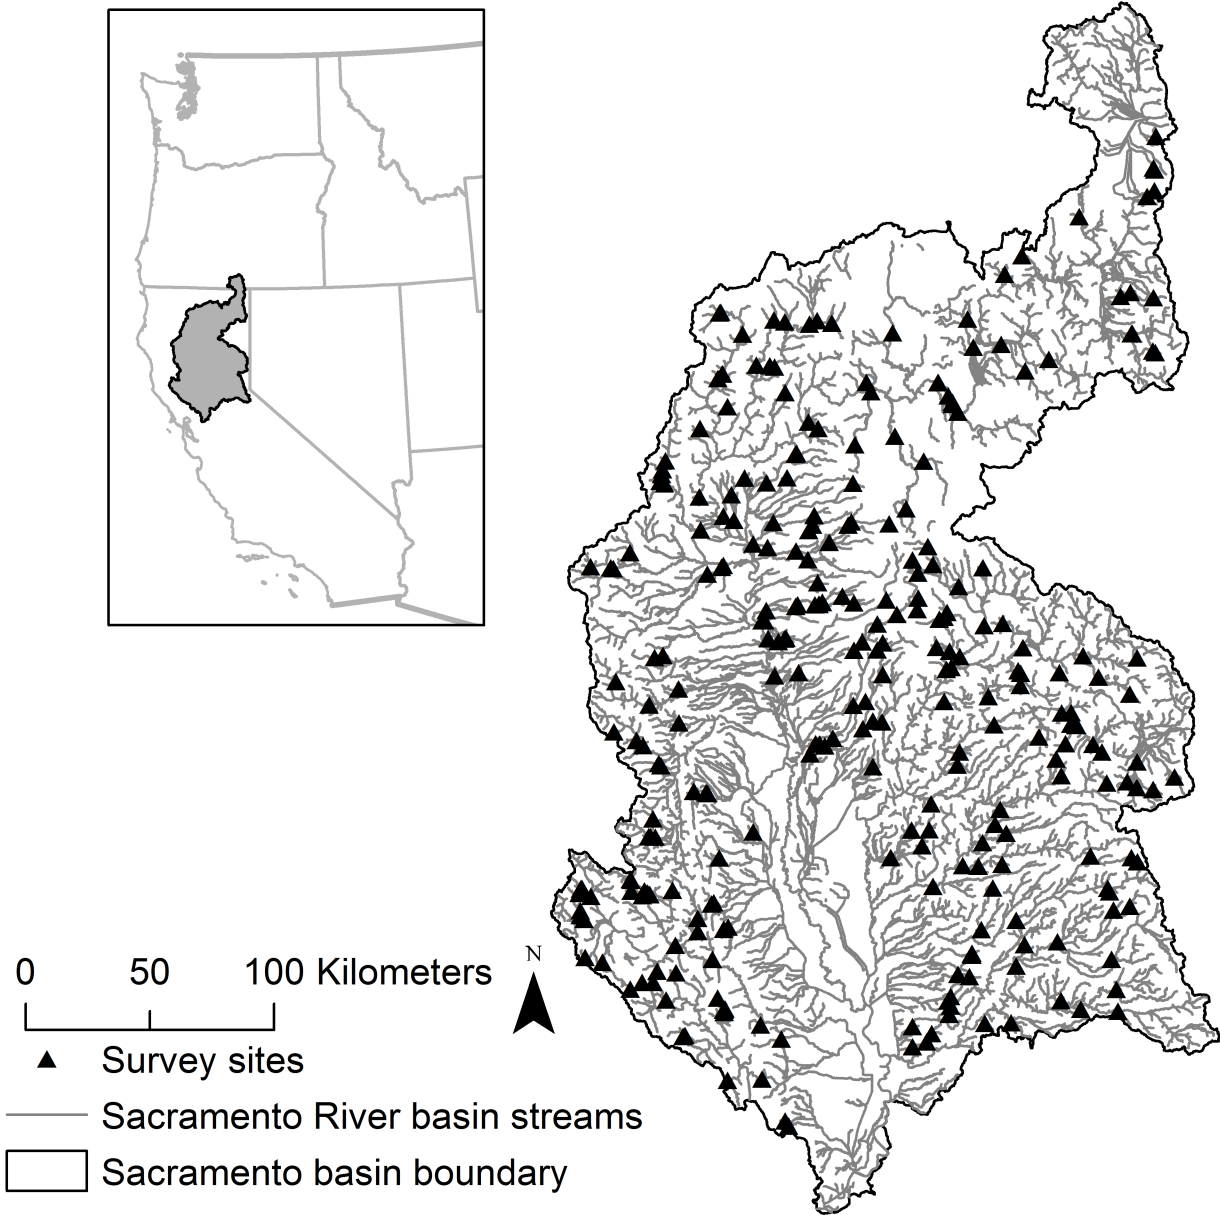 N
0 50 100 Kilometers
Survey sites
Sacramento River basin streams
Sacramento basin boundary